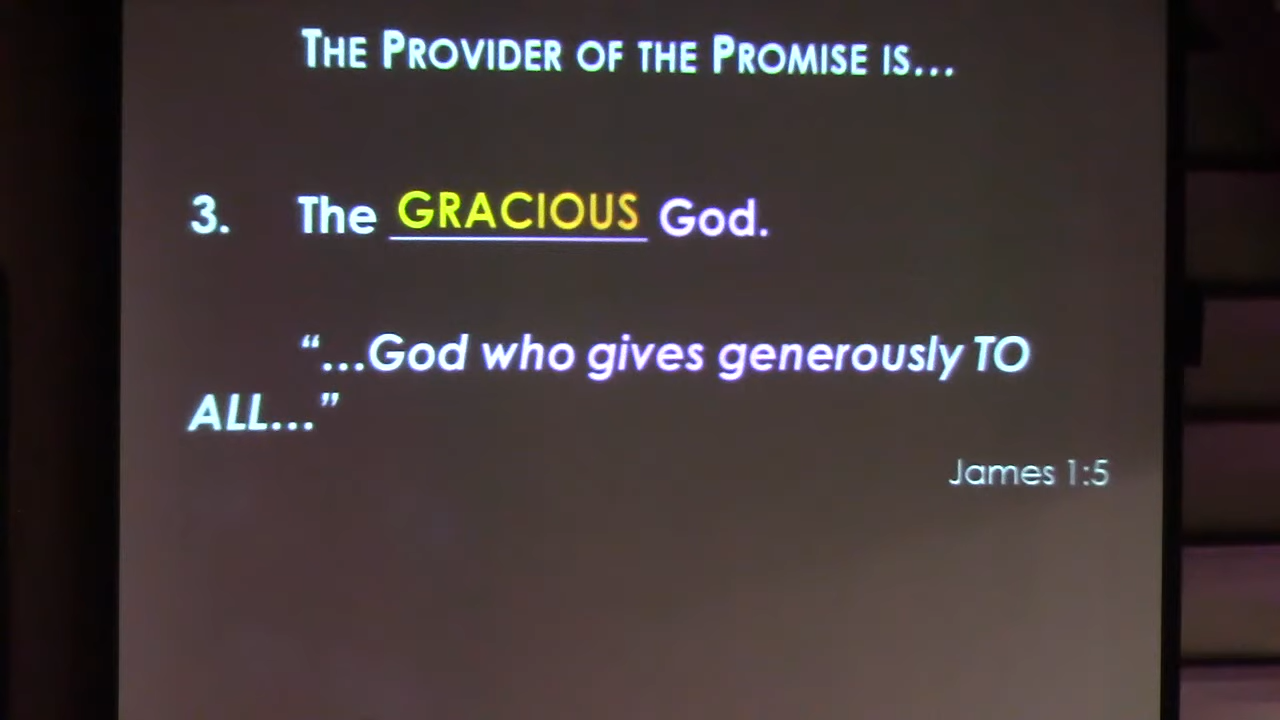 THE PROVIDER OF THE PROMISE IS...
3. The GRACIOUS God.
"...God who gives generously TO
ALL..."
James 1:5